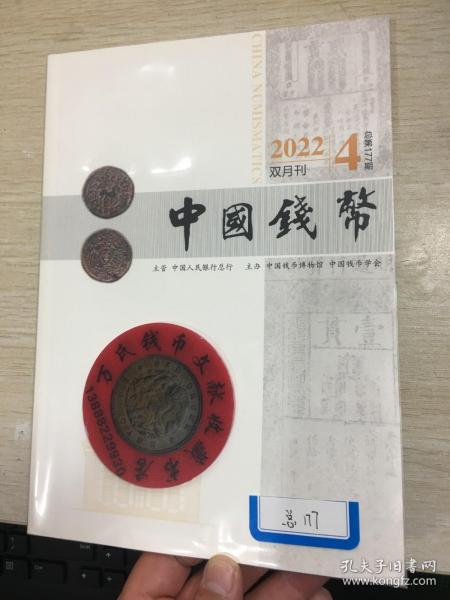 CHINA NUMISMATICS
2022
双月刊
4
总第177期
中國錢幣
主管 中国人民银行总行 主办 中国钱币博物馆 中国钱币学会
万氏钱币文献收藏书店
13888229930
总177
孔夫子旧书网
www.kongfz.com